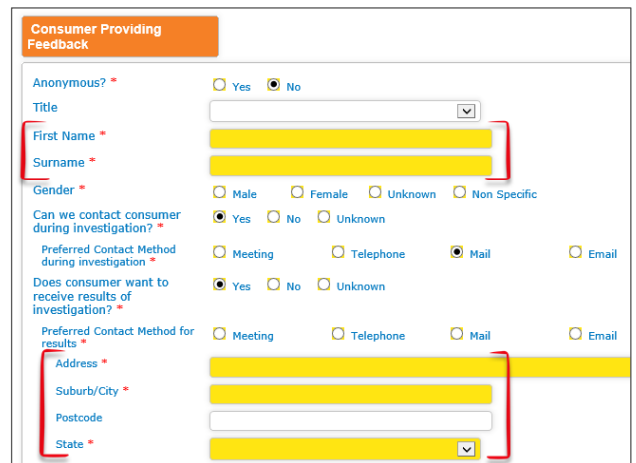 Consumer Providing
Feedback
Anonymous? *
Yes No
Title
First Name *
Surname *
Gender *
Male Female Unknown Non Specific
Can we contact consumer
during investigation? *
Yes No Unknown
Preferred Contact Method
during investigation *
Meeting Telephone Mail Email
Does consumer want to
receive results of
investigation? *
Yes No Unknown
Preferred Contact Method for
results *
Meeting Telephone Mail Email
Address *
Suburb/City *
Postcode
State *